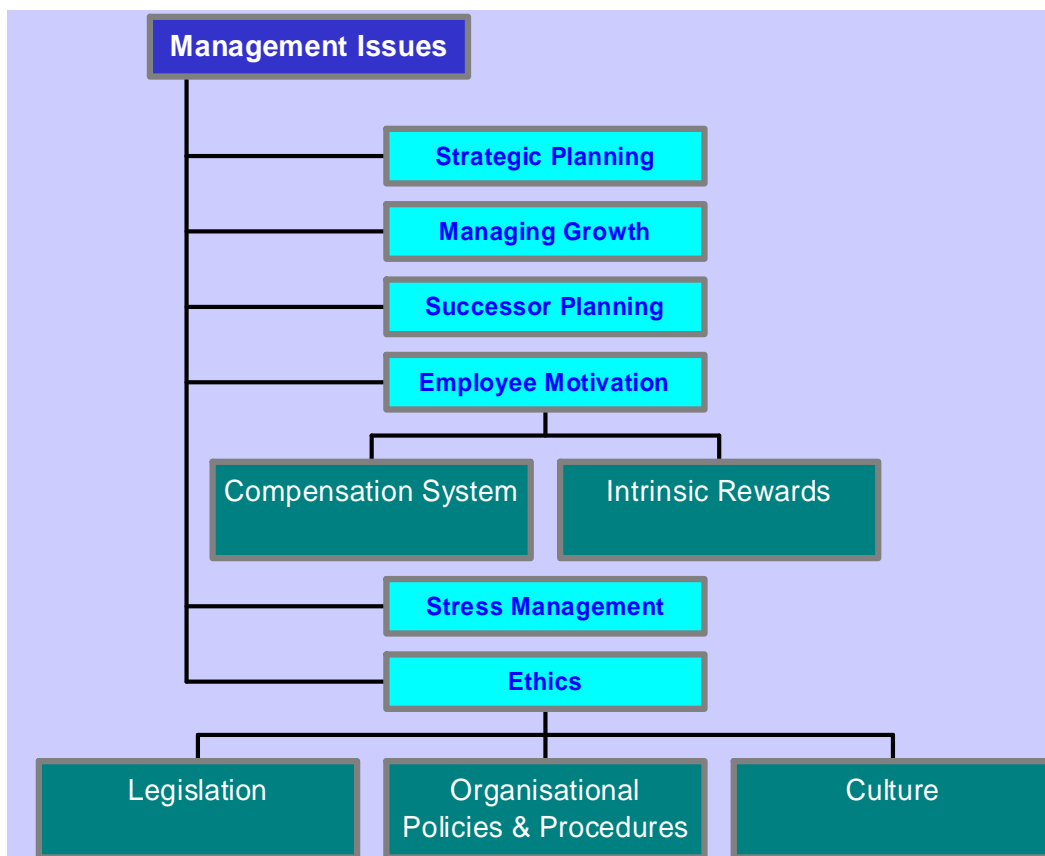 Management Issues
Strategic Planning
Managing Growth
Successor Planning
Employee Motivation
Compensation System
Intrinsic Rewards
Stress Management
Ethics
Legislation
Organisational
Policies & Procedures
Culture